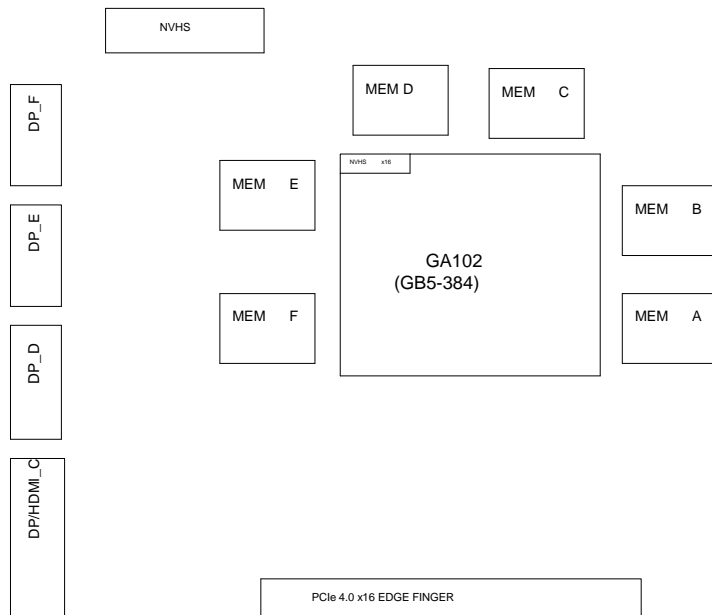 NVHS
MEM D
MEM C
DP_F
NVHS x16
MEM E
MEM B
DP_E
GA102
(GB5-384)
MEM F
MEM A
DP_D
DP/HDMI_C
PCIe 4.0 x16 EDGE FINGER